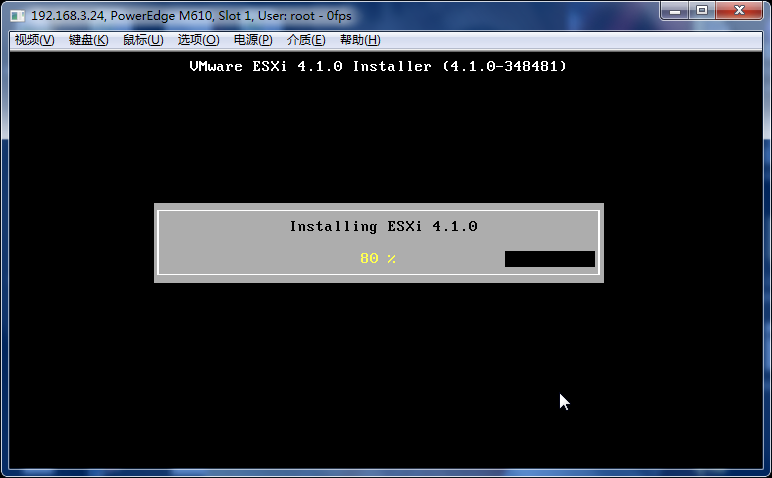 192.168.3.24, PowerEdge M610, Slot 1, User: root - 0fps
视频(V) 键盘(K) 鼠标(U) 选项(O) 电源(P) 介质(E) 帮助(H)
VMware ESXi 4.1.0 Installer (4.1.0-348481)
Installing ESXi 4.1.0
80 %